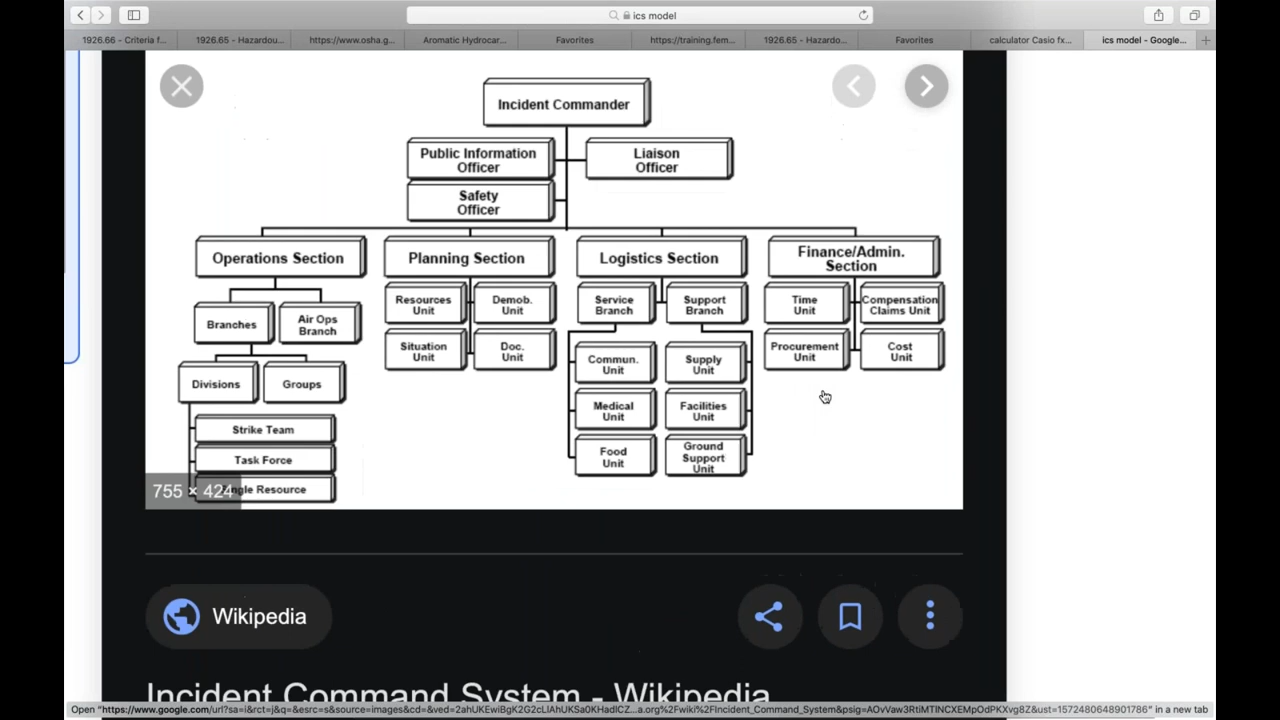 ics model
1926.66 - Criteria f...
1926.65 - Hazardou...
https://www.osha.g...
Aromatic Hydrocar...
Favorites
https://training.fem...
1926.65 - Hazardo...
Favorites
calculator Casio fx...
ics model - Google...
Incident Commander
Public Information
Officer
Liaison
Officer
Safety
Officer
Operations Section
Planning Section
Logistics Section
Finance/Admin.
Section
Branches
Air Ops
Branch
Divisions
Groups
Strike Team
Task Force
Resource
Resources
Unit
Demob.
Unit
Situation
Unit
Doc.
Unit
Service
Branch
Support
Branch
Commun.
Unit
Supply
Unit
Medical
Unit
Facilities
Unit
Food
Unit
Ground
Support
Unit
Time
Unit
Compensation
Claims Unit
Procurement
Unit
Cost
Unit
755 × 424
Wikipedia
Incident Command System - Wikipedia